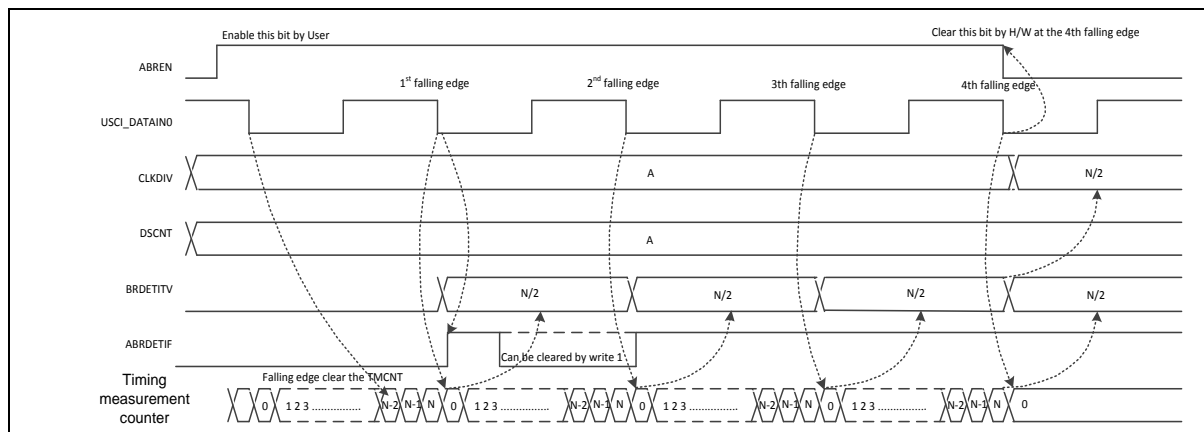 Enable this bit by User
Clear this bit by H/W at the 4th falling edge
ABREN
1st falling edge
2nd falling edge
3th falling edge
4th falling edge
USCI_DATAIN0
CLKDIV
A
N/2
DSCNT
A
BRDETITV
N/2
N/2
N/2
N/2
ABRDETIF
Can be cleared by write 1
Falling edge clear the TMCNT
Timing
measurement
counter
0 1 2 3 ................ N-2 N-1 N 0 1 2 3 ................ N-2 N-1 N 0 1 2 3 ................ N-2 N-1 N 0 1 2 3 ................ N-2 N-1 N 0